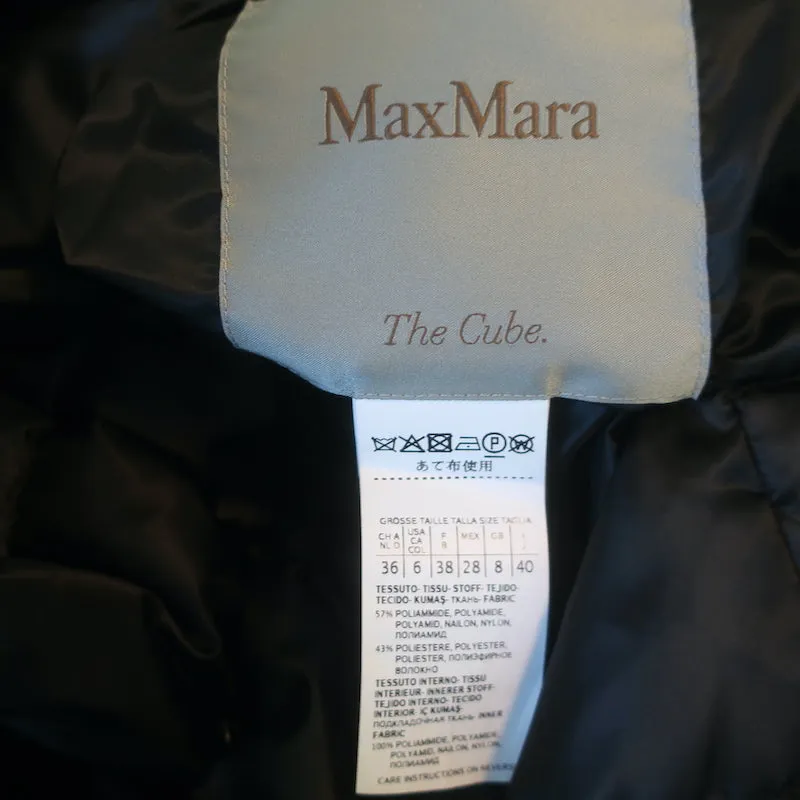 MaxMara
The Cube.
P W
あて布使用
GRÖSSE TAILLE TALLA SIZE TAGLIA
CH A NL D USA CA COL F B MEX GB I
36 6 38 28 8 40
TESSUTO- TISSU- STOFF- TEJIDO-
TECIDO- KUMAŞ- ТКАНЬ- FABRIC
57% POLIAMMIDE, POLYAMIDE,
POLYAMID, NAILON, NYLON,
ПОЛИАМИД
43% POLIESTERE, POLYESTER,
POLIESTER, ПОЛИЭФИРНОЕ
ВОЛОКНО
TESSUTO INTERNO- TISSU
INTERIEUR- INNERER STOFF-
TEJIDO INTERNO- TECIDO
INTERIOR- IÇ KUMAŞ-
ПОДКЛАДОЧНАЯ ТКАНЬ- INNER
FABRIC
100% POLIAMMIDE, POLYAMIDE,
POLYAMID, NAILON, NYLON,
ПОЛИАМИД
CARE INSTRUCTIONS ON REVERSE